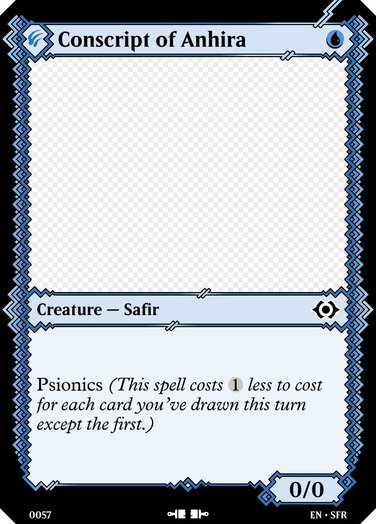 Conscript of Anhira
Creature — Safir
Psionics (This spell costs 1 less to cost
for each card you've drawn this turn
except the first.)
0/0
0057
EN • SFR